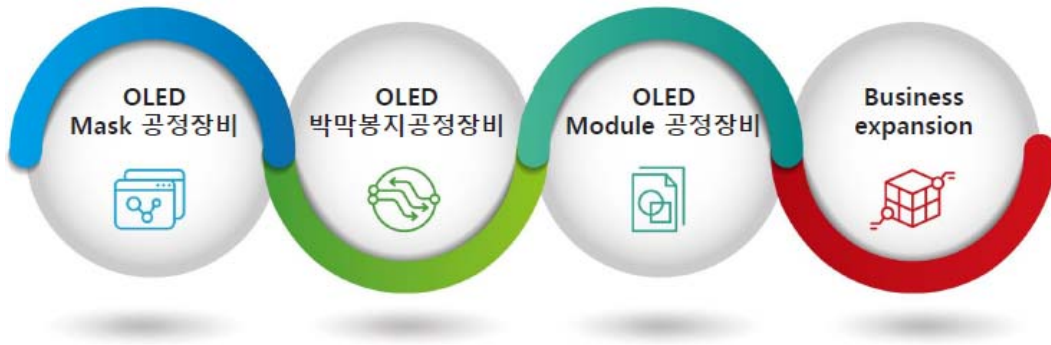 OLED
Mask 공정장비
OLED
박막봉지공정장비
OLED
Module 공정장비
Business
expansion